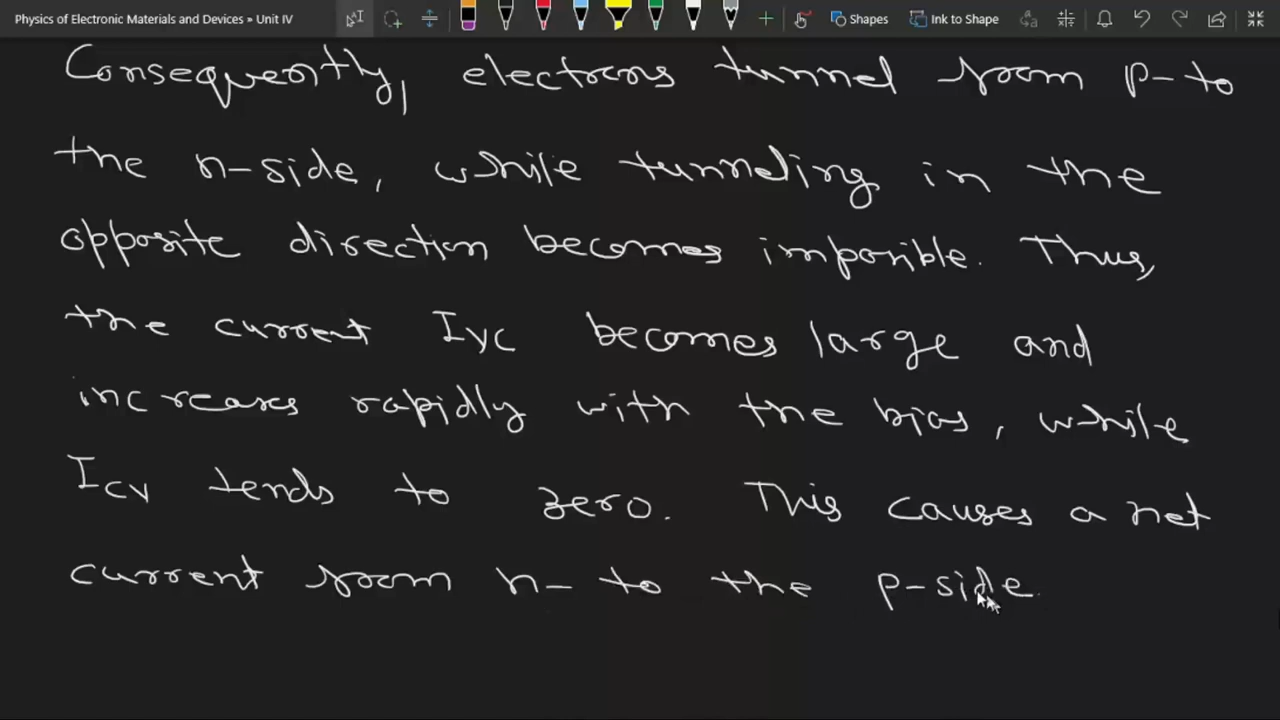 Physics of Electronic Materials and Devices » Unit IV
Shapes
Ink to Shape
Consequently, electrons tunnel from p- to
the n-side, while tunneling in the
opposite direction becomes impossible. Thus,
the current Ivc becomes large and
increases rapidly with the bias, while
Icv tends to zero. This causes a net
current from n- to the p-side.